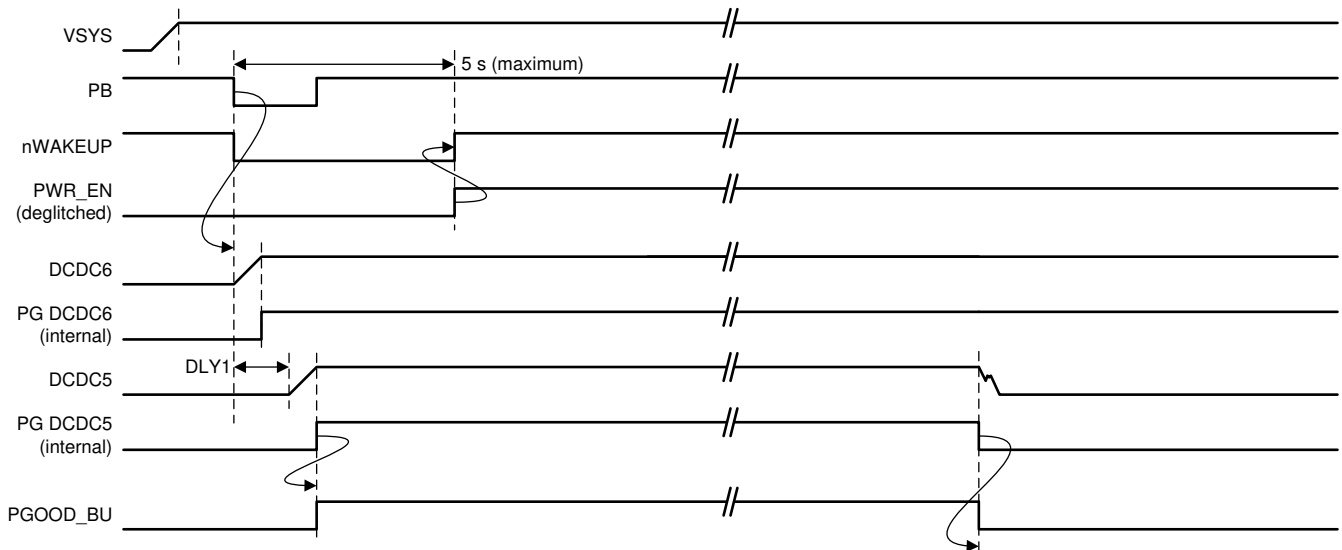 VSYS
5 s (maximum)
PB
nWAKEUP
PWR_EN
(deglitched)
DCDC6
PG DCDC6
(internal)
DLY1
DCDC5
PG DCDC5
(internal)
PGOOD_BU